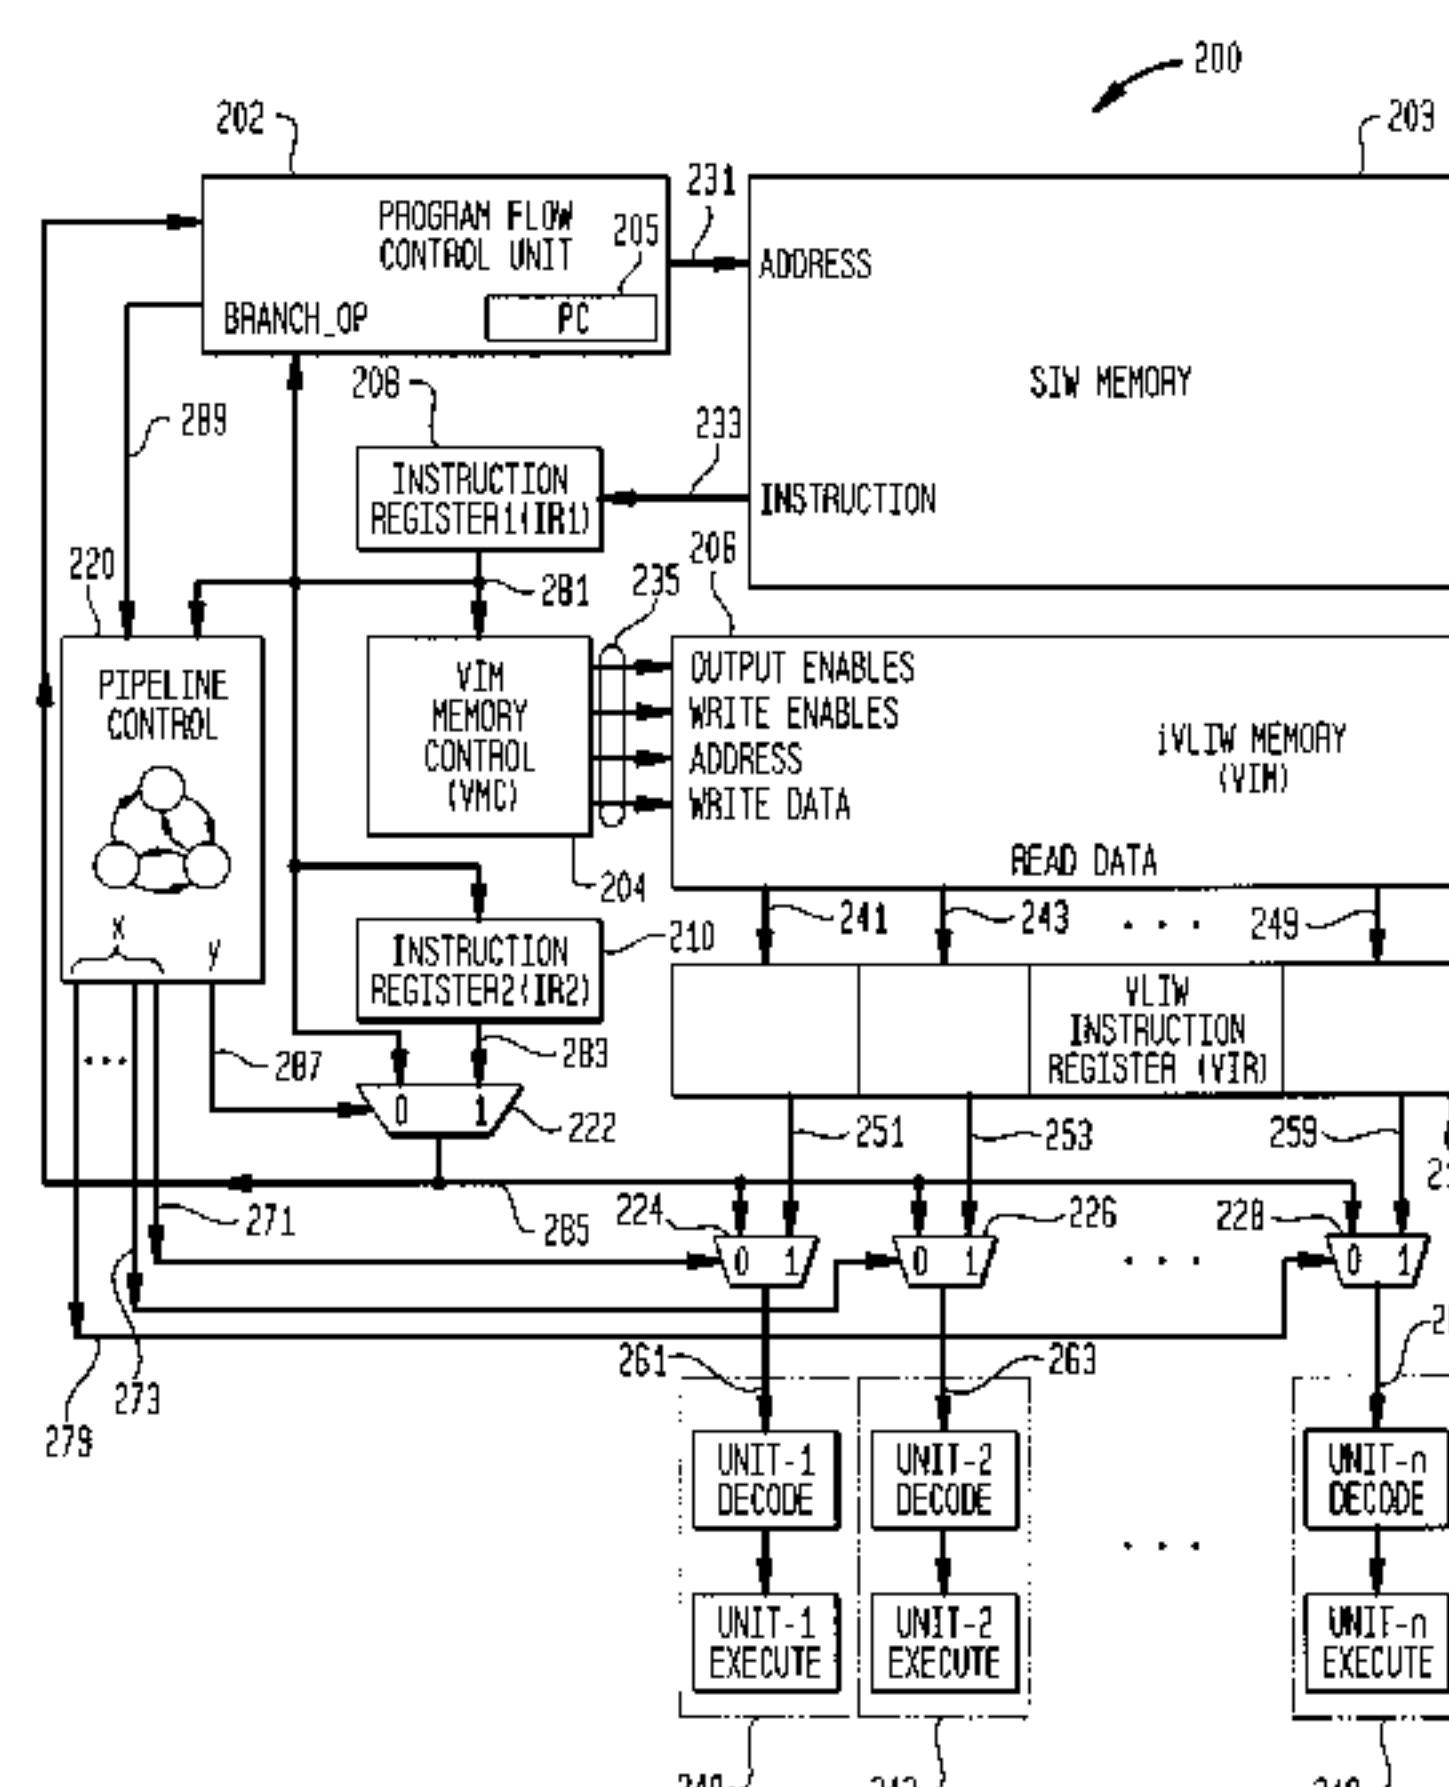 200
202
203
231
PROGRAM FLOW
CONTROL UNIT
205
ADDRESS
BRANCH_OP
PC
208
SIW MEMORY
289
233
INSTRUCTION
REGISTER1(IR1)
INSTRUCTION
206
220
281
235
PIPELINE
CONTROL
VIM
MEMORY
CONTROL
(VMC)
OUTPUT ENABLES
WRITE ENABLES
ADDRESS
WRITE DATA
iVLIW MEMORY
(VIM)
READ DATA
204
241
243
. . .
249
x
y
INSTRUCTION
REGISTER2(IR2)
210
VLIW
INSTRUCTION
REGISTER (VIR)
...
287
283
0 1
222
251
253
259
271
285
224
226
228
0 1
0 1
. . .
0 1
273
279
261
263
UNIT-1
DECODE
UNIT-2
DECODE
. . .
UNIT-n
DECODE
UNIT-1
EXECUTE
UNIT-2
EXECUTE
UNIT-n
EXECUTE